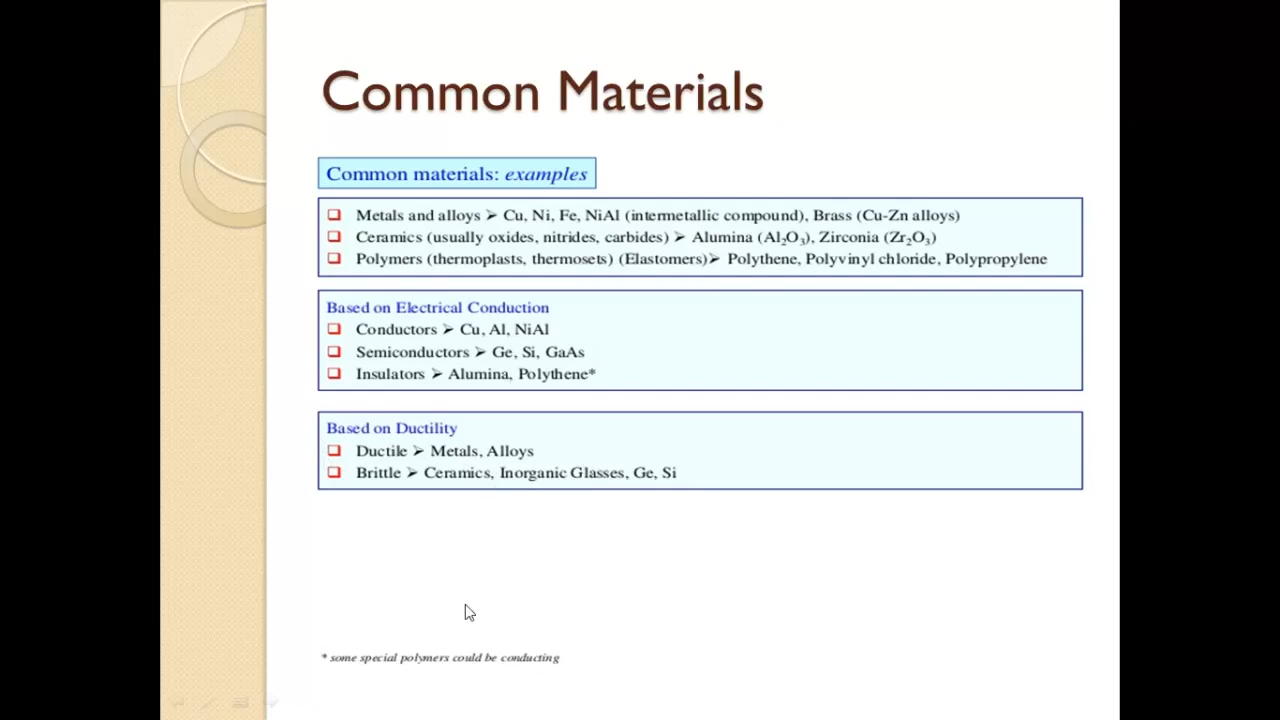 Common Materials
Common materials: examples
❑ Metals and alloys ➢ Cu, Ni, Fe, NiAl (intermetallic compound), Brass (Cu-Zn alloys)
❑ Ceramics (usually oxides, nitrides, carbides) ➢ Alumina (Al₂O₃), Zirconia (Zr₂O₃)
❑ Polymers (thermoplasts, thermosets) (Elastomers)➢ Polythene, Polyvinyl chloride, Polypropylene
Based on Electrical Conduction
❑ Conductors ➢ Cu, Al, NiAl
❑ Semiconductors ➢ Ge, Si, GaAs
❑ Insulators ➢ Alumina, Polythene*
Based on Ductility
❑ Ductile ➢ Metals, Alloys
❑ Brittle ➢ Ceramics, Inorganic Glasses, Ge, Si
* some special polymers could be conducting